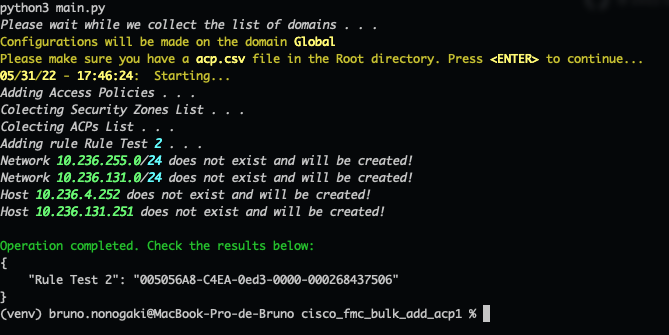 python3 main.py
Please wait while we collect the list of domains . . .
Configurations will be made on the domain Global
Please make sure you have a acp.csv file in the Root directory. Press <ENTER> to continue...
05/31/22 - 17:46:24:  Starting...
Adding Access Policies . . .
Colecting Security Zones List . . .
Colecting ACPs List . . .
Adding rule Rule Test 2 . . .
Network 10.236.255.0/24 does not exist and will be created!
Network 10.236.131.0/24 does not exist and will be created!
Host 10.236.4.252 does not exist and will be created!
Host 10.236.131.251 does not exist and will be created!
Operation completed. Check the results below:
{
    "Rule Test 2": "005056A8-C4EA-0ed3-0000-000268437506"
}
(venv) bruno.nonogaki@MacBook-Pro-de-Bruno cisco_fmc_bulk_add_acp1 %